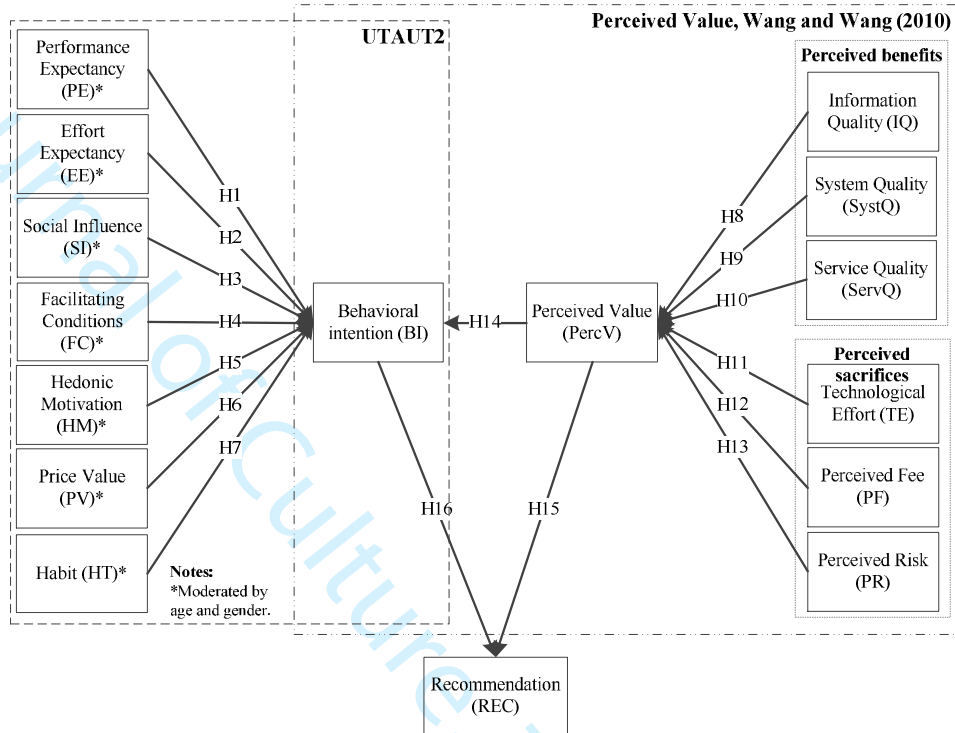 UTAUT2
Performance
Expectancy
(PE)*
Effort
Expectancy
(EE)*
Social Influence
(SI)*
Facilitating
Conditions
(FC)*
Hedonic
Motivation
(HM)*
Price Value
(PV)*
Habit (HT)*
Notes:
*Moderated by
age and gender.
H1
H2
H3
H4
H5
H6
H7
Behavioral
intention (BI)
H14
Perceived Value
(PercV)
Perceived Value, Wang and Wang (2010)
Perceived benefits
Information
Quality (IQ)
System Quality
(SystQ)
Service Quality
(ServQ)
H8
H9
H10
H11
H12
H13
Perceived
sacrifices
Technological
Effort (TE)
Perceived Fee
(PF)
Perceived Risk
(PR)
H16
H15
Recommendation
(REC)
urnal of Culture